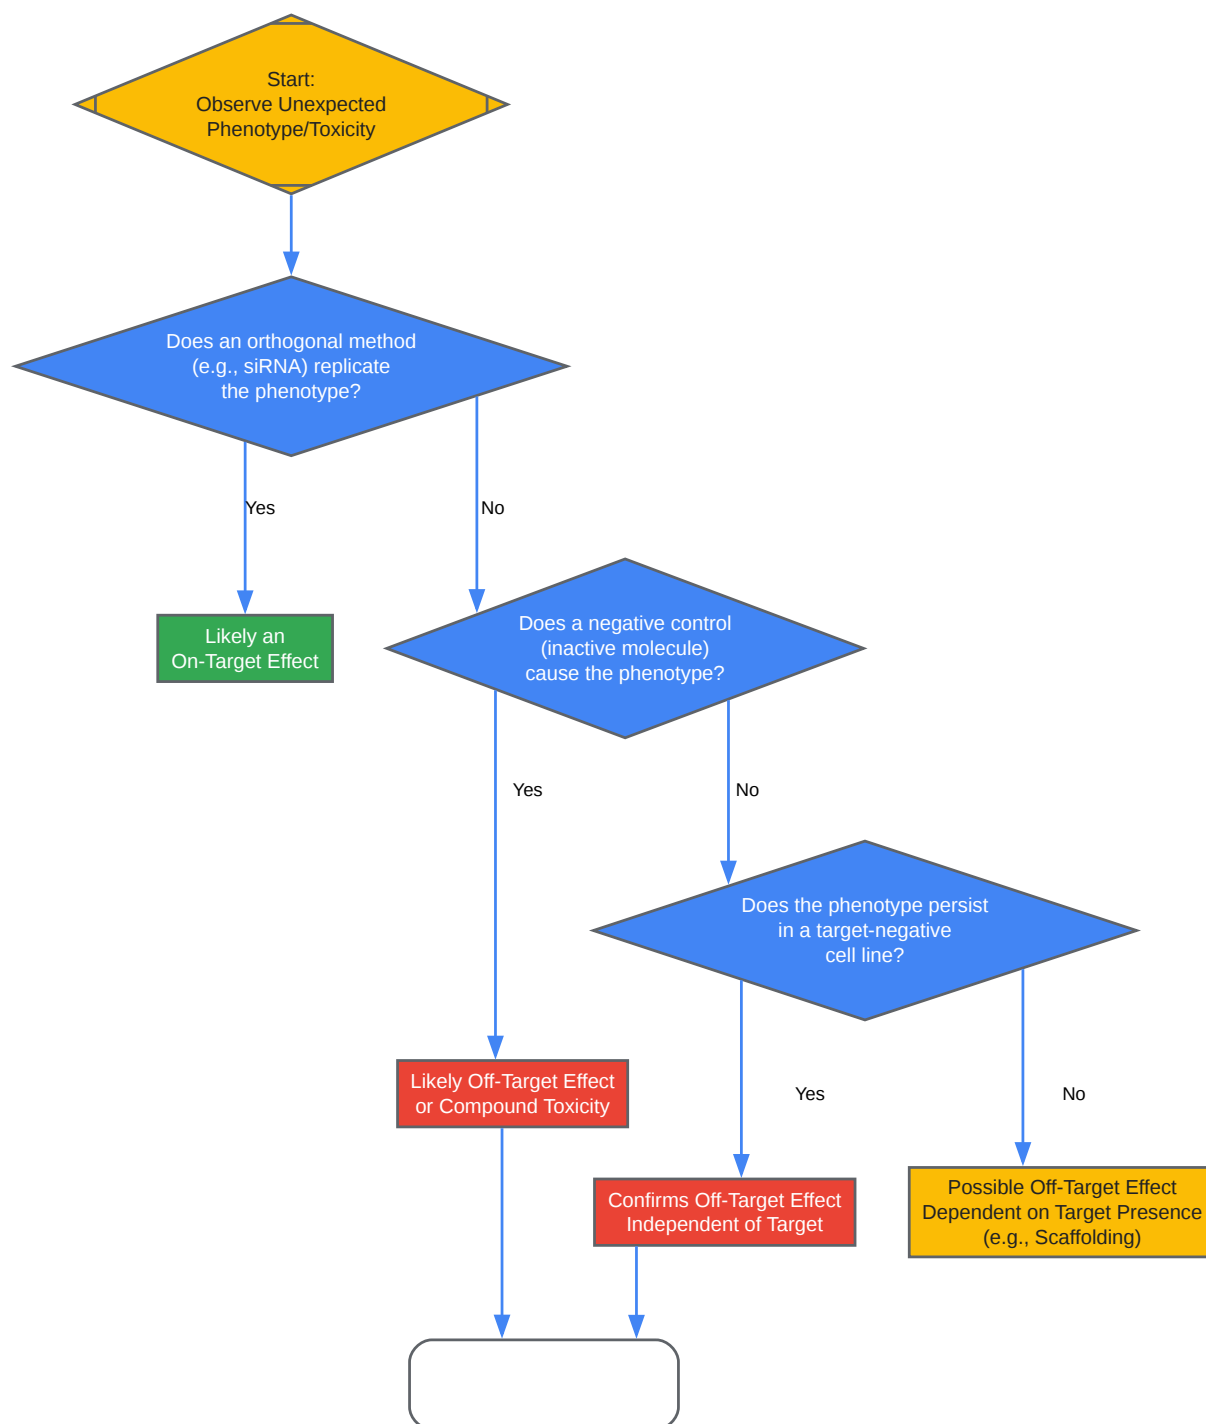 Start:
Observe Unexpected
Phenotype/Toxicity
Does an orthogonal method
(e.g., siRNA) replicate
the phenotype?
Yes
No
Likely an
On-Target Effect
Does a negative control
(inactive molecule)
cause the phenotype?
Yes
No
Does the phenotype persist
in a target-negative
cell line?
Likely Off-Target Effect
or Compound Toxicity
Yes
No
Confirms Off-Target Effect
Independent of Target
Possible Off-Target Effect
Dependent on Target Presence
(e.g., Scaffolding)